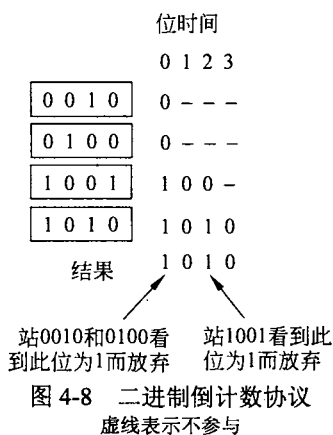 位时间
0 1 2 3
0 0 1 0 0 – – –
0 1 0 0 0 – – –
1 0 0 1 1 0 0 –
1 0 1 0 1 0 1 0
结果 1 0 1 0
站0010和0100看到此位为1而放弃
站1001看到此位为1而放弃
图 4-8 二进制倒计数协议
虚线表示不参与